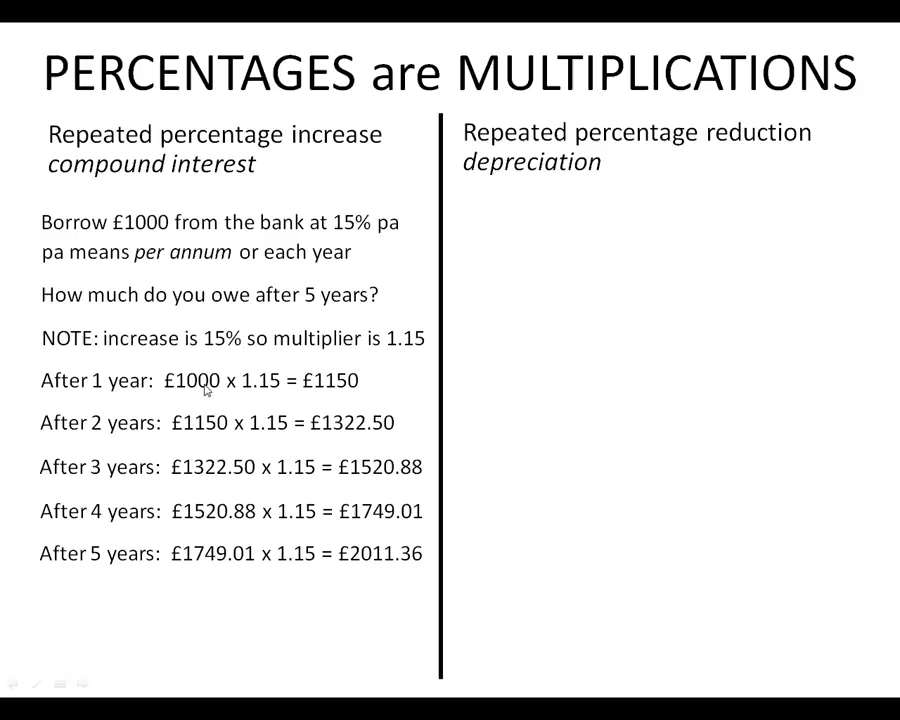 PERCENTAGES are MULTIPLICATIONS
Repeated percentage increase
compound interest
Borrow £1000 from the bank at 15% pa
pa means per annum or each year
How much do you owe after 5 years?
NOTE: increase is 15% so multiplier is 1.15
After 1 year: £1000 x 1.15 = £1150
After 2 years: £1150 x 1.15 = £1322.50
After 3 years: £1322.50 x 1.15 = £1520.88
After 4 years: £1520.88 x 1.15 = £1749.01
After 5 years: £1749.01 x 1.15 = £2011.36
Repeated percentage reduction
depreciation